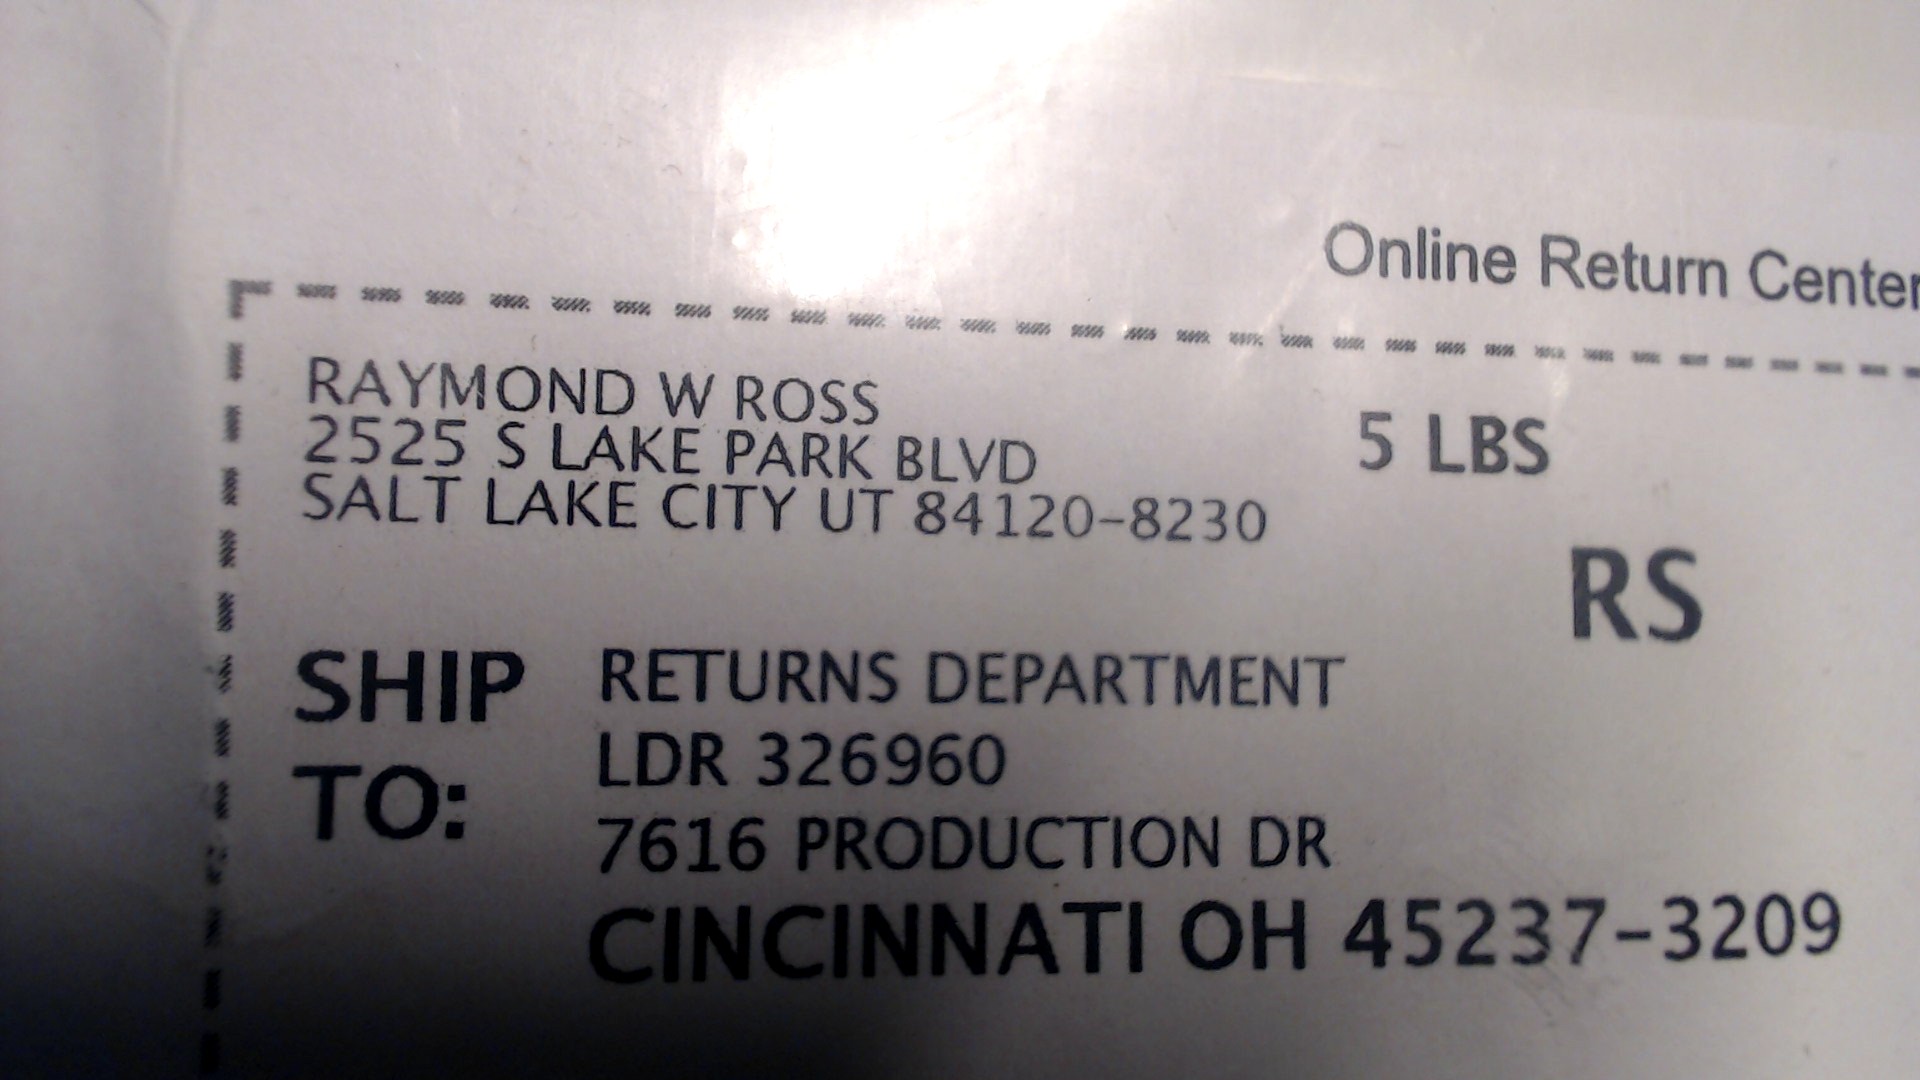 Online Return Center
RAYMOND W ROSS
2525 S LAKE PARK BLVD
SALT LAKE CITY UT 84120-8230
5 LBS
RS
SHIP TO:
RETURNS DEPARTMENT
LDR 326960
7616 PRODUCTION DR
CINCINNATI OH 45237-3209